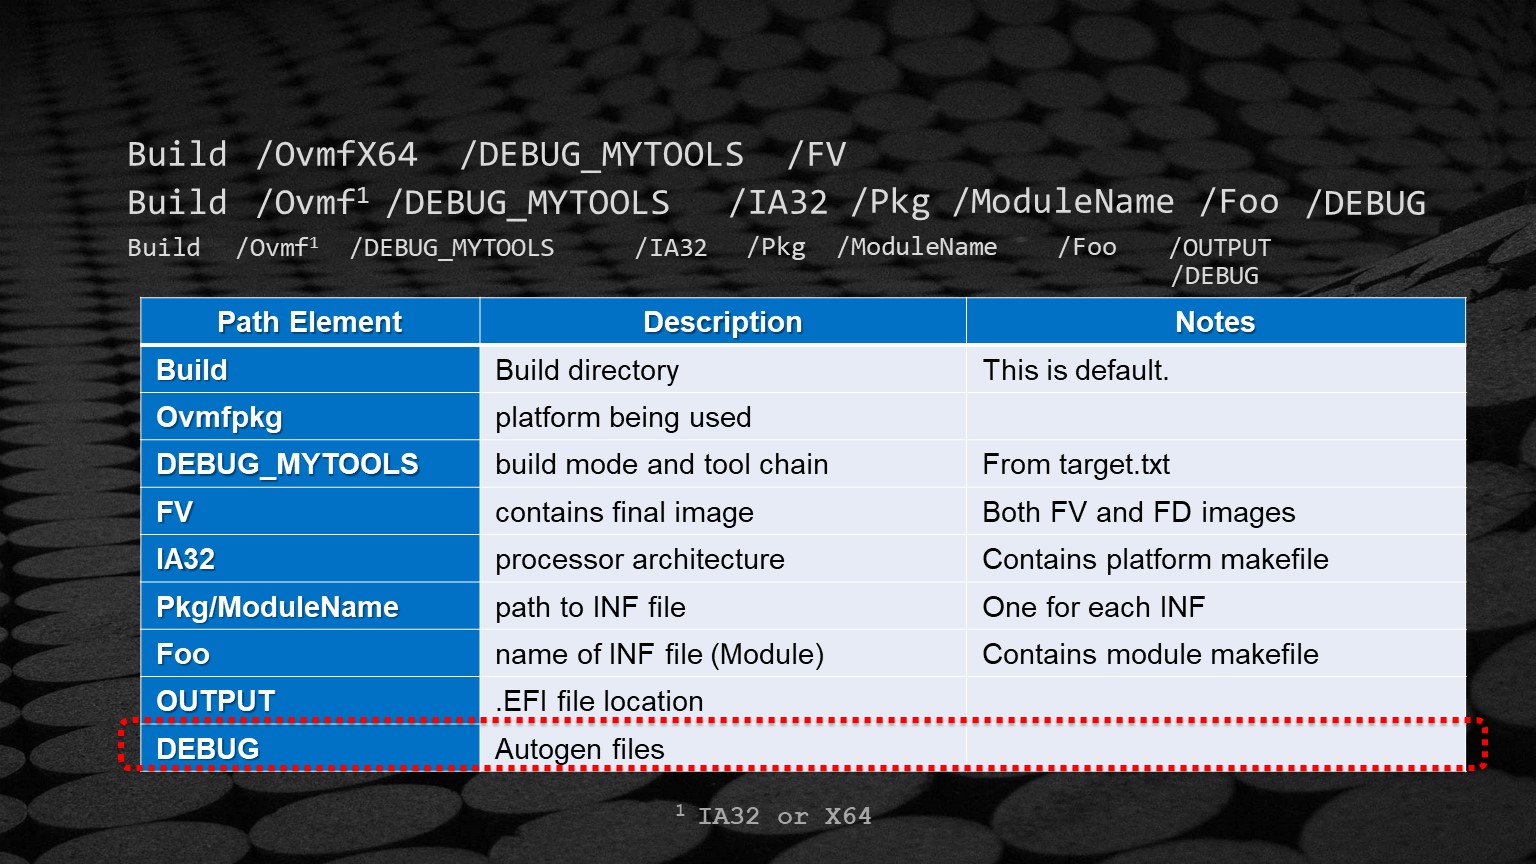 Build /OvmfX64 /DEBUG_MYTOOLS /FV
Build /Ovmf¹ /DEBUG_MYTOOLS /IA32 /Pkg /ModuleName /Foo /DEBUG
Build /Ovmf¹ /DEBUG_MYTOOLS /IA32 /Pkg /ModuleName /Foo /OUTPUT
/DEBUG
Path Element Description Notes
Build Build directory This is default.
Ovmfpkg platform being used
DEBUG_MYTOOLS build mode and tool chain From target.txt
FV contains final image Both FV and FD images
IA32 processor architecture Contains platform makefile
Pkg/ModuleName path to INF file One for each INF
Foo name of INF file (Module) Contains module makefile
OUTPUT .EFI file location
DEBUG Autogen files
¹ IA32 or X64